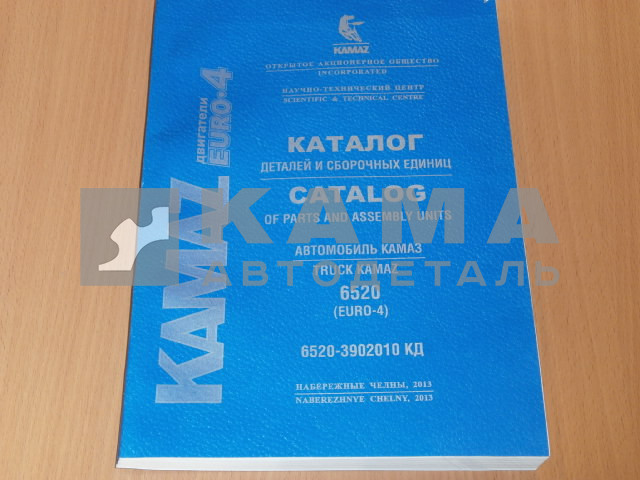 KAMAZ
ОТКРЫТОЕ АКЦИОНЕРНОЕ ОБЩЕСТВО
INCORPORATED
НАУЧНО-ТЕХНИЧЕСКИЙ ЦЕНТР
SCIENTIFIC & TECHNICAL CENTRE
КАТАЛОГ
ДЕТАЛЕЙ И СБОРОЧНЫХ ЕДИНИЦ
CATALOG
OF PARTS AND ASSEMBLY UNITS
АВТОМОБИЛЬ КАМАЗ
TRUCK KAMAZ
6520
(EURO-4)
6520-3902010 КД
НАБЕРЕЖНЫЕ ЧЕЛНЫ, 2013
NABEREZHNYE CHELNY, 2013
KAMAZ
двигатели
EURO-4
КАМА
АВТОДЕТАЛЬ